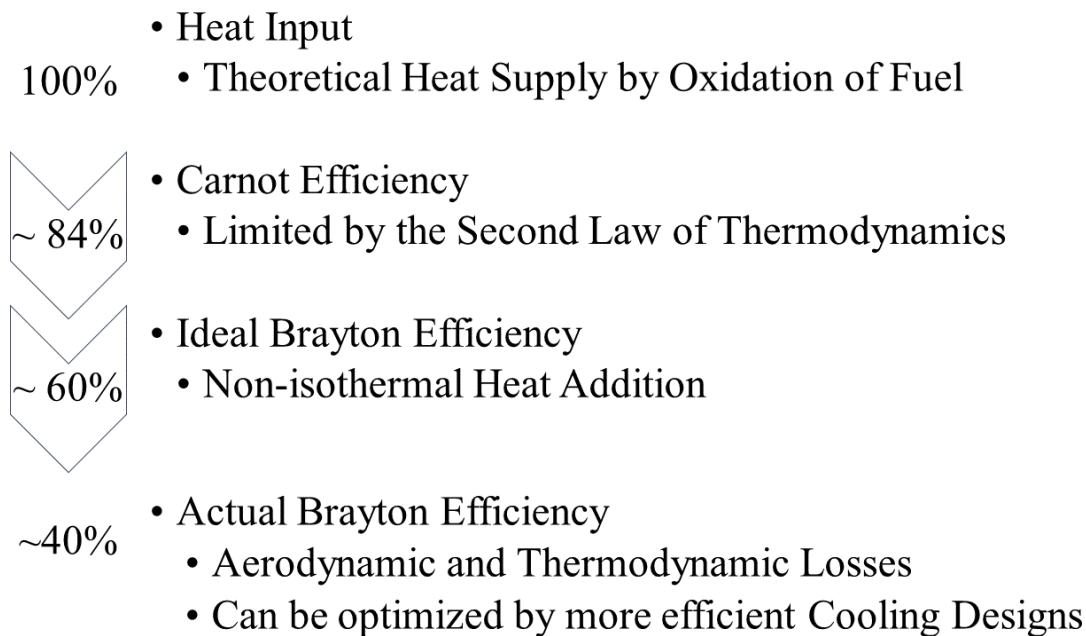 • Heat Input
100%
• Theoretical Heat Supply by Oxidation of Fuel
• Carnot Efficiency
~ 84%
• Limited by the Second Law of Thermodynamics
• Ideal Brayton Efficiency
~ 60%
• Non-isothermal Heat Addition
• Actual Brayton Efficiency
~40%
• Aerodynamic and Thermodynamic Losses
• Can be optimized by more efficient Cooling Designs